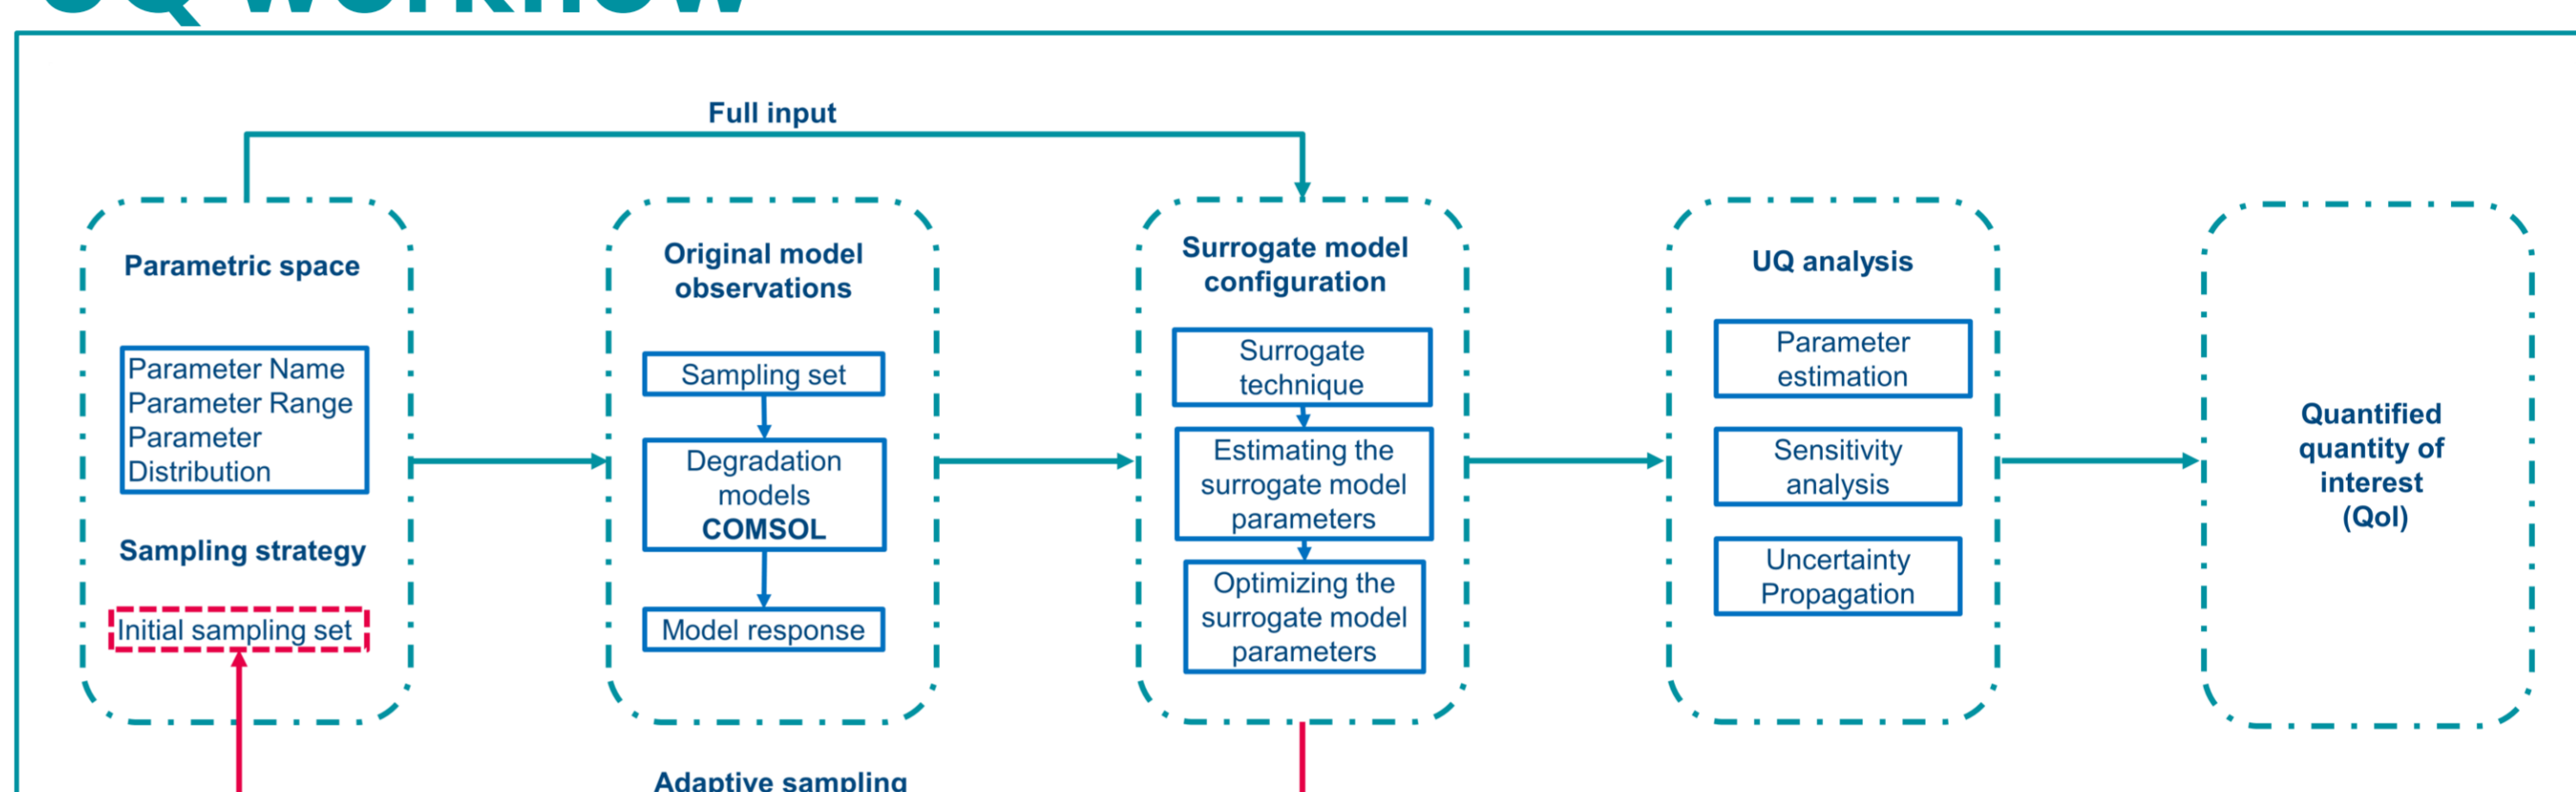 UQ workflow
Full input
Parametric space
Parameter Name
Parameter Range
Parameter
Distribution
Sampling strategy
Initial sampling set
Original model
observations
Sampling set
Degradation
models
COMSOL
Model response
Surrogate model
configuration
Surrogate
technique
Estimating the
surrogate model
parameters
Optimizing the
surrogate model
parameters
UQ analysis
Parameter
estimation
Sensitivity
analysis
Uncertainty
Propagation
Quantified
quantity of
interest
(QoI)
Adaptive sampling